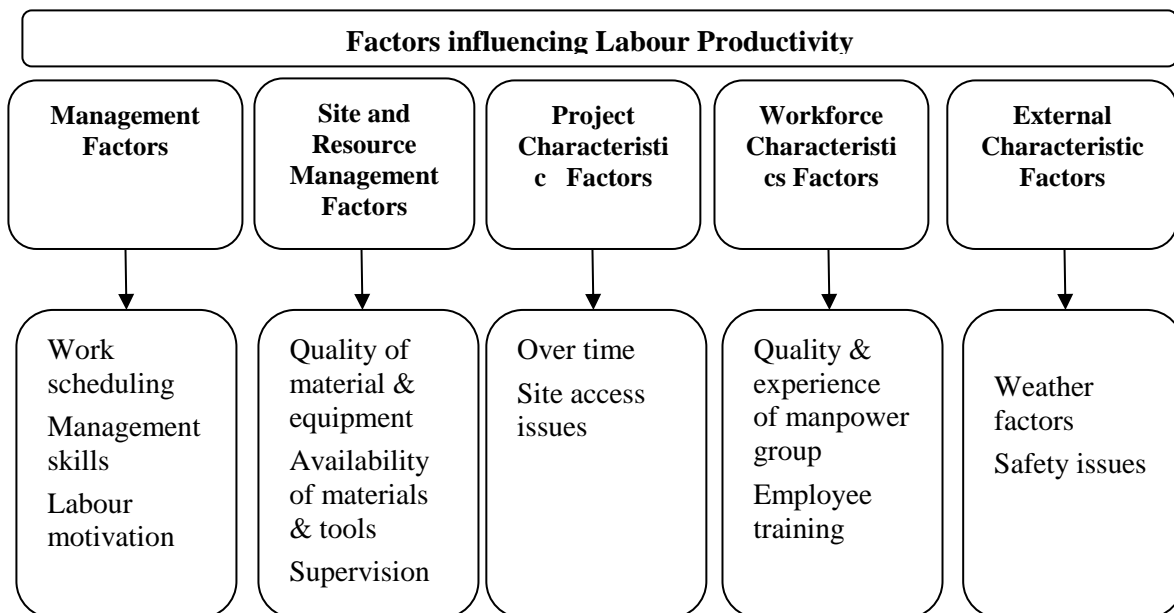 Factors influencing Labour Productivity
Management
Factors
Site and
Resource
Management
Factors
Project
Characteristi
c Factors
Workforce
Characteristi
cs Factors
External
Characteristic
Factors
Work
scheduling
Management
skills
Labour
motivation
Quality of
material &
equipment
Availability
of materials
& tools
Supervision
Over time
Site access
issues
Quality &
experience
of manpower
group
Employee
training
Weather
factors
Safety issues